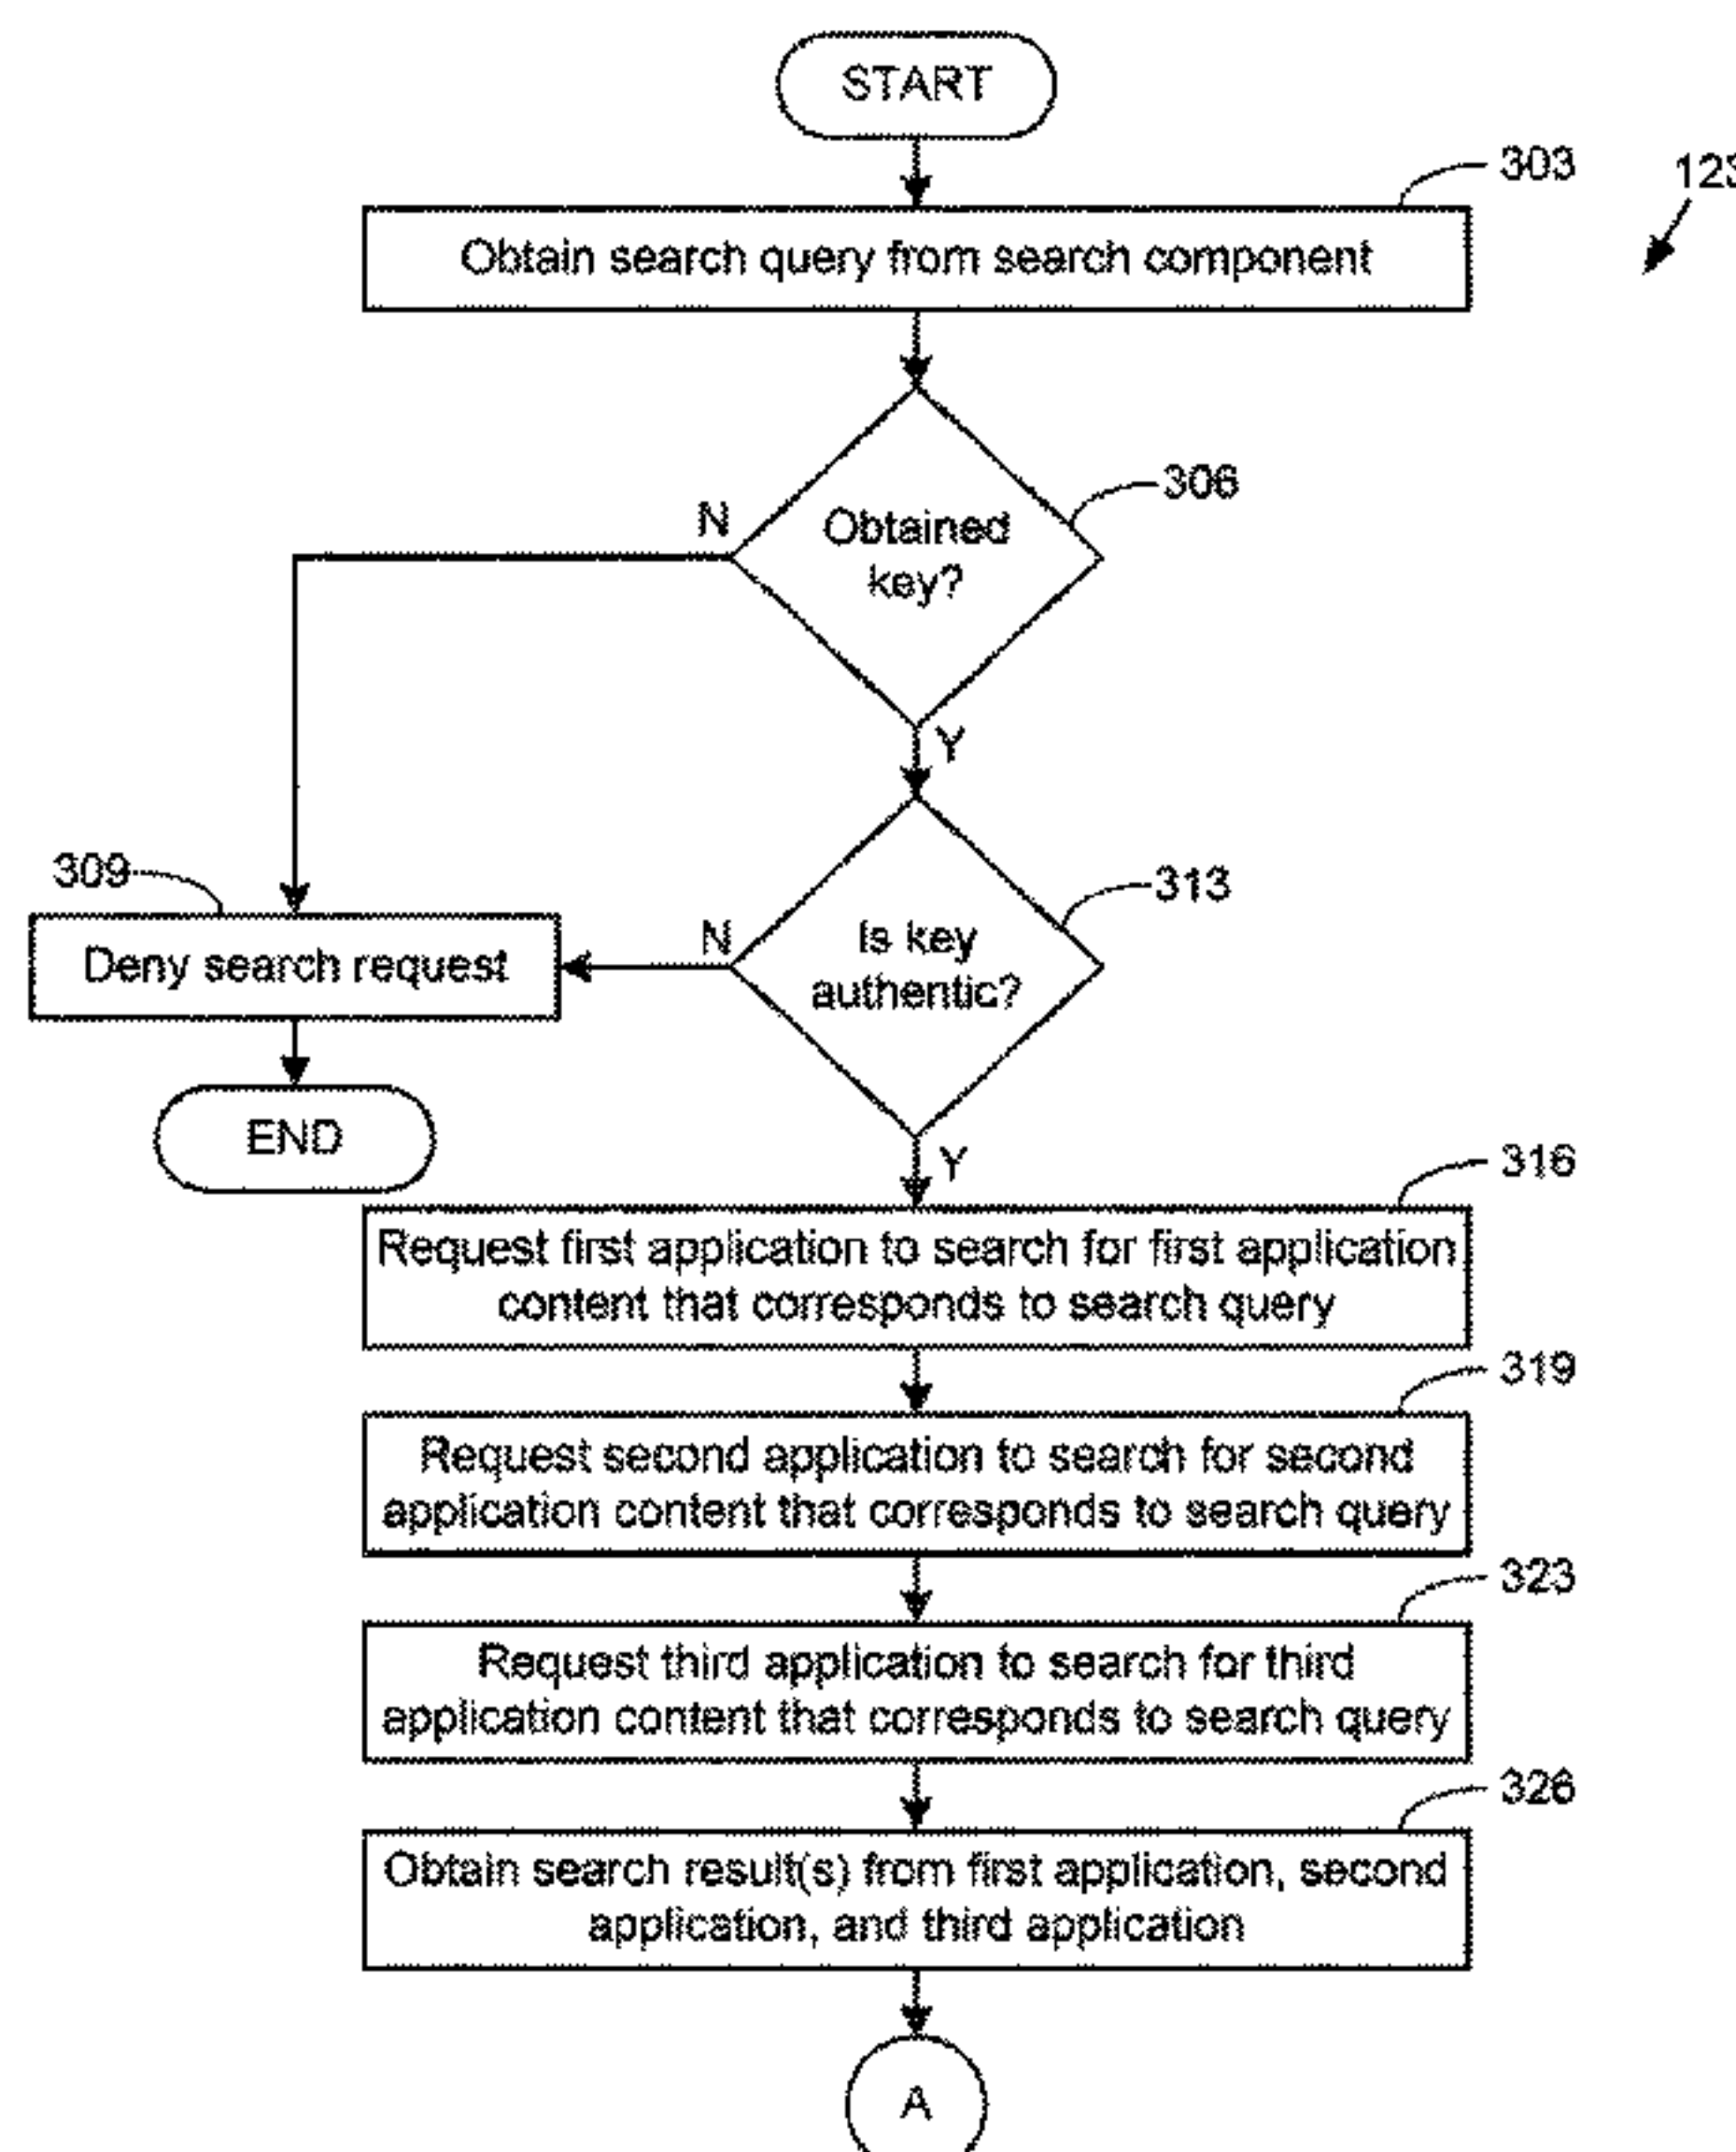 START
303
123
Obtain search query from search component
306
N
Obtained
key?
Y
309
313
Deny search request
N
Is key
authentic?
END
Y
316
Request first application to search for first application
content that corresponds to search query
319
Request second application to search for second
application content that corresponds to search query
323
Request third application to search for third
application content that corresponds to search query
326
Obtain search result(s) from first application, second
application, and third application
A